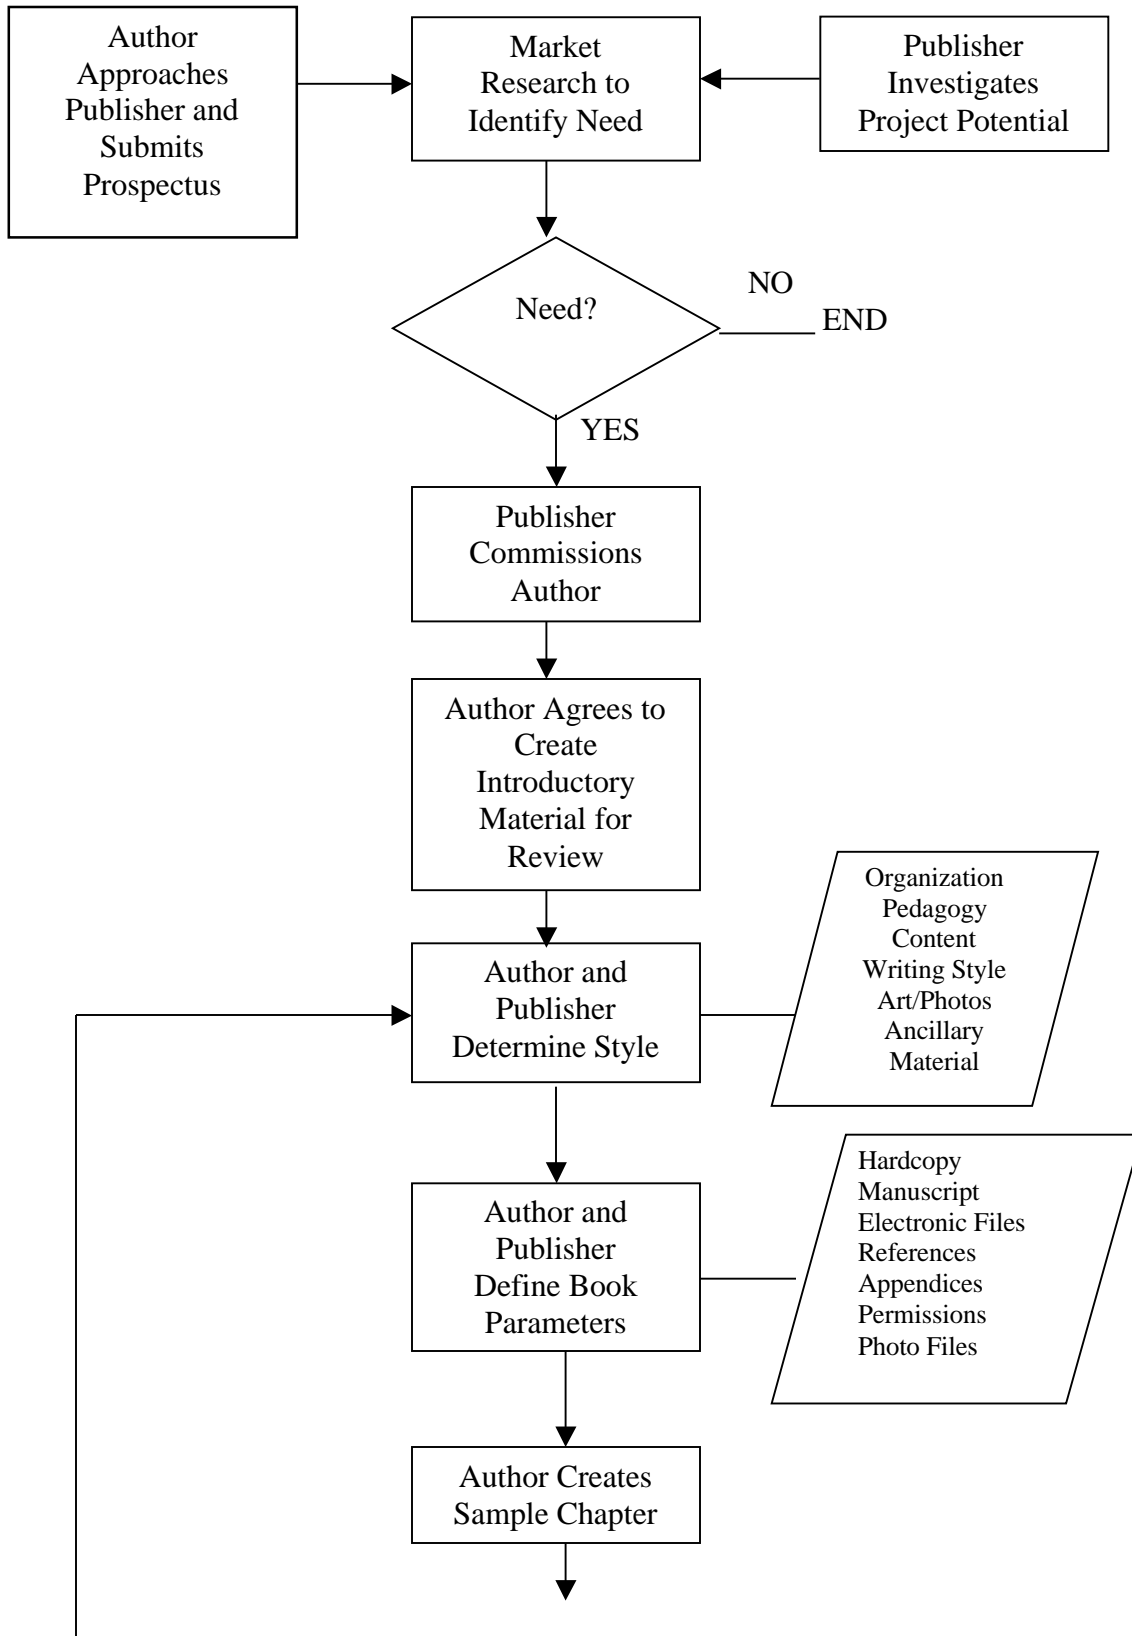 Author
Approaches
Publisher and
Submits
Prospectus
Market
Research to
Identify Need
Publisher
Investigates
Project Potential
Need?
NO
END
YES
Publisher
Commissions
Author
Author Agrees to
Create
Introductory
Material for
Review
Author and
Publisher
Determine Style
Organization
Pedagogy
Content
Writing Style
Art/Photos
Ancillary
Material
Author and
Publisher
Define Book
Parameters
Hardcopy
Manuscript
Electronic Files
References
Appendices
Permissions
Photo Files
Author Creates
Sample Chapter